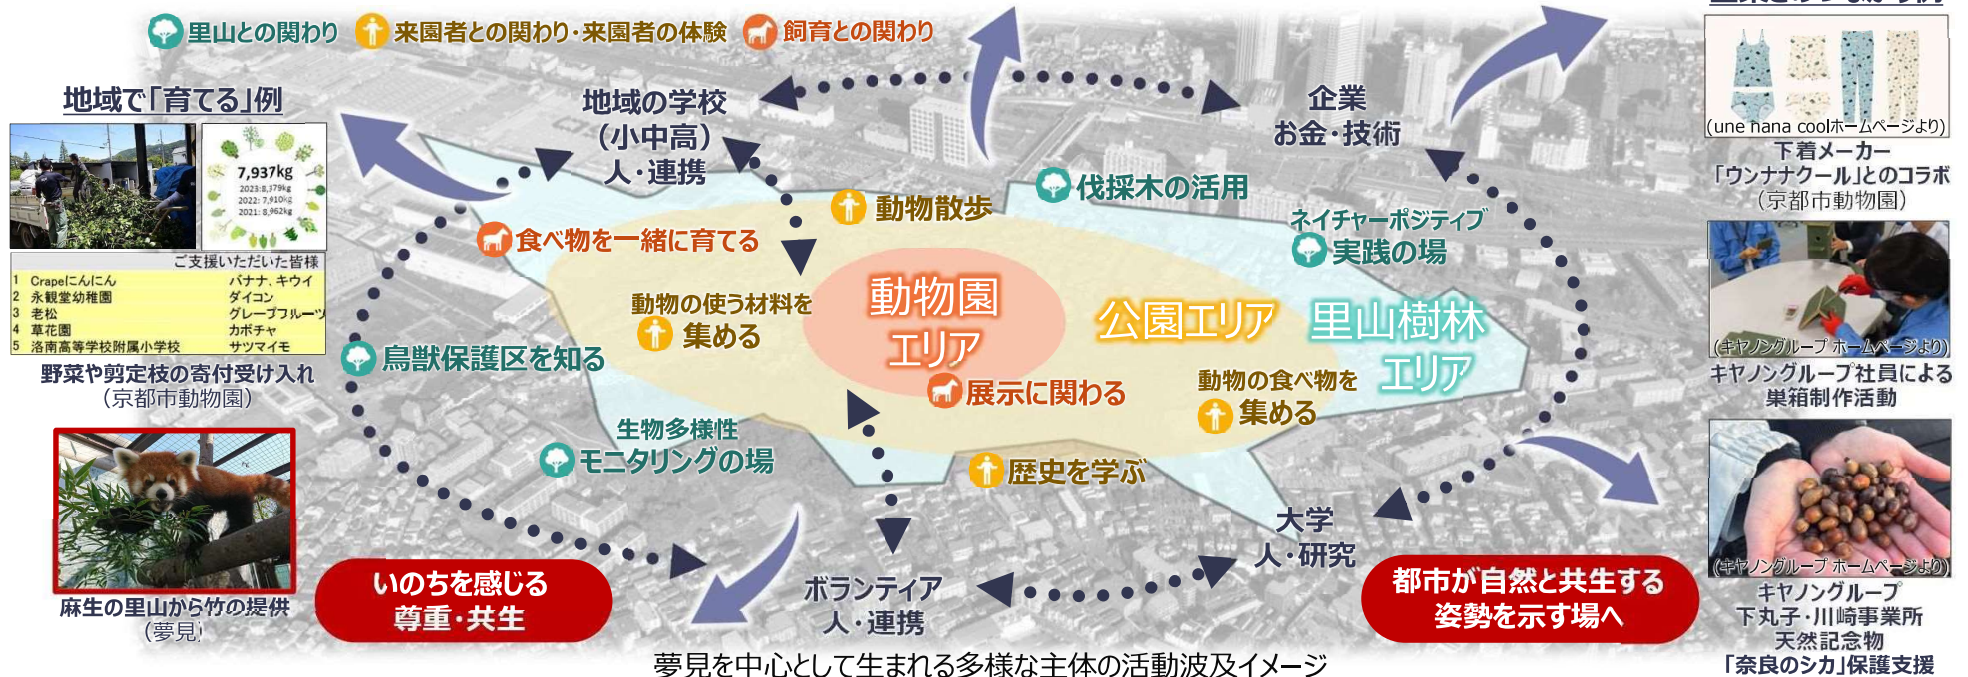 里山との関わり
来園者との関わり・来園者の体験
飼育との関わり
地域で「育てる」例
7,937kg
2023:8,379kg
2022: 7,910kg
2021: 8,962kg
ご支援いただいた皆様
1 Crapeにんにん バナナ、キウイ
2 永観堂幼稚園 ダイコン
3 老松 グレープフルーツ
4 草花園 カボチャ
5 洛南高等学校附属小学校 サツマイモ
野菜や剪定枝の寄付受け入れ
(京都市動物園)
麻生の里山から竹の提供
(夢見)
地域の学校
(小中高)
人・連携
企業
お金・技術
動物散歩
伐採木の活用
食べ物を一緒に育てる
ネイチャーポジティブ
実践の場
動物の使う材料を
集める
動物園
エリア
公園エリア
里山樹林
エリア
鳥獣保護区を知る
展示に関わる
動物の食べ物を
集める
生物多様性
モニタリングの場
歴史を学ぶ
大学
人・研究
ボランティア
人・連携
いのちを感じる
尊重・共生
都市が自然と共生する
姿勢を示す場へ
夢見を中心として生まれる多様な主体の活動波及イメージ
(une nana coolホームページより)
下着メーカー
「ウンナナクール」とのコラボ
(京都市動物園)
(キヤノングループ ホームページより)
キヤノングループ社員による
巣箱制作活動
(キヤノングループ ホームページより)
キヤノングループ
下丸子・川崎事業所
天然記念物
「奈良のシカ」保護支援